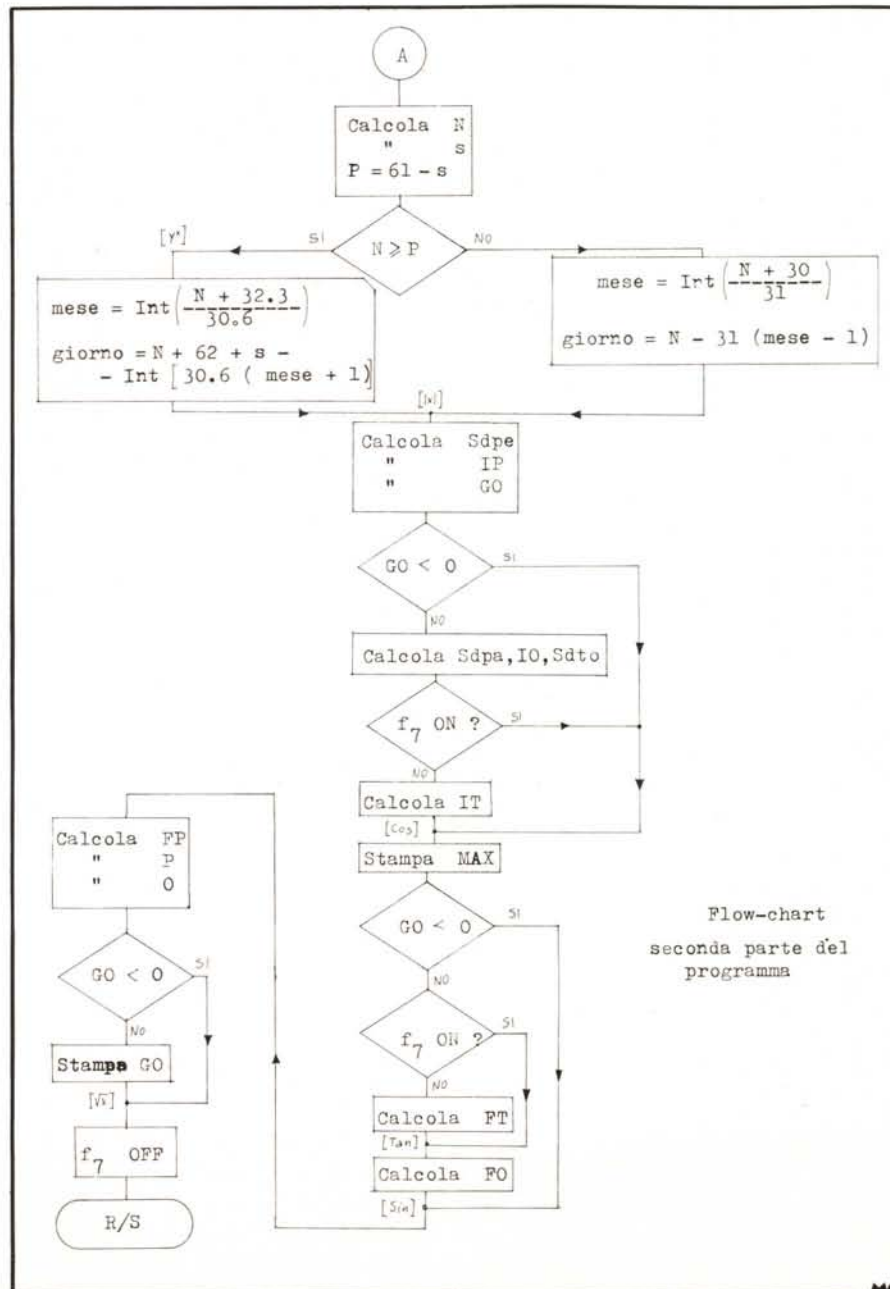 A
Calcola N
" s
P = 61 - s
N ⩾ P
SI
NO
[yˣ]
mese = Int(N + 32.3 / 30.6)
giorno = N + 62 + s -
- Int [30.6 ( mese + 1)]
mese = Int(N + 30 / 31)
giorno = N - 31 (mese - 1)
[|x|]
Calcola Sdpe
" IP
" GO
GO < 0
SI
NO
Calcola Sdpa,IO,Sdto
f7 ON ?
SI
NO
Calcola IT
[Cos]
Stampa MAX
GO < 0
SI
NO
f7 ON ?
SI
NO
Calcola FT
[Tan]
Calcola FO
[Sin]
Calcola FP
" P
" O
GO < 0
SI
NO
Stampa GO
[√x]
f7 OFF
R/S
Flow-chart
seconda parte del
programma